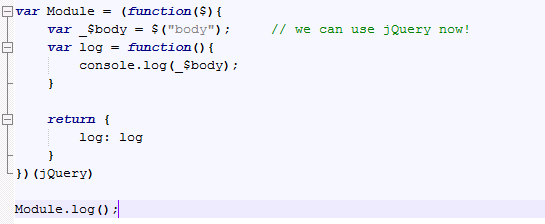 var Module = (function($){
    var _$body = $("body");     // we can use jQuery now!
    var log = function(){
        console.log(_$body);
    }

    return {
        log: log
    }
})(jQuery)

Module.log();